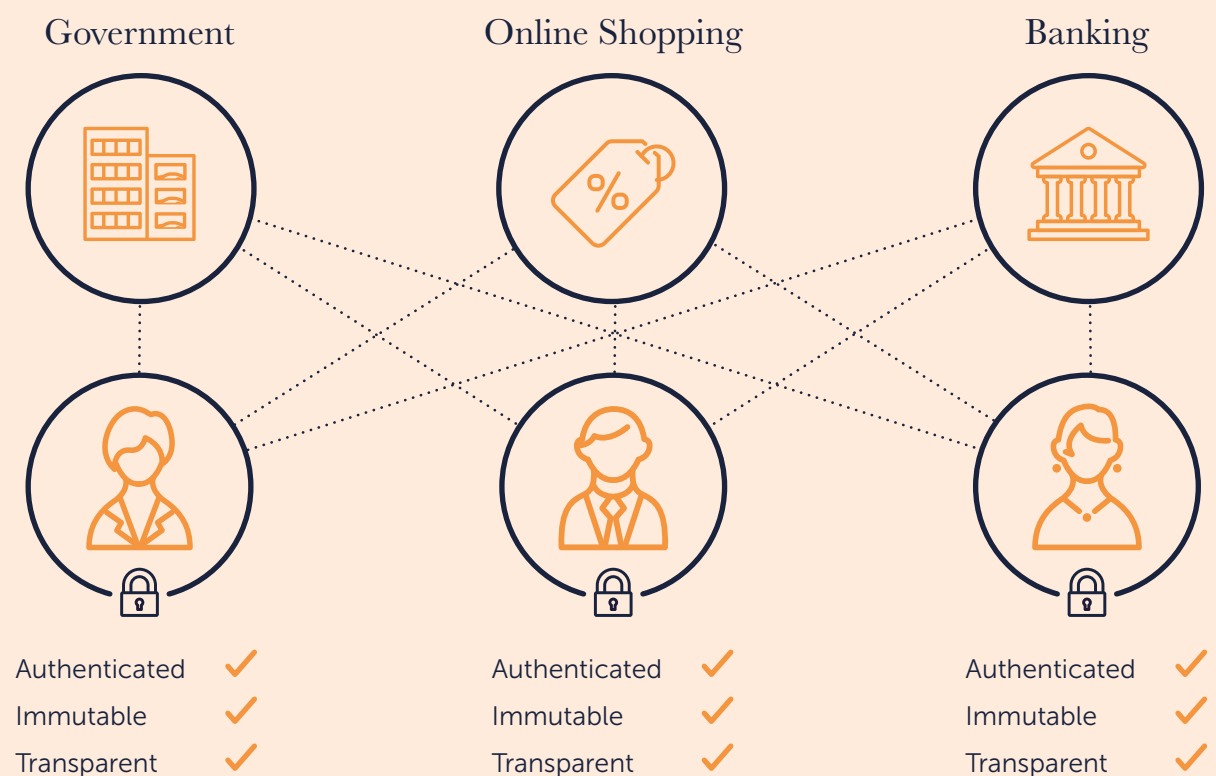 Government
Online Shopping
Banking
%
Authenticated
Immutable
Transparent
Authenticated
Immutable
Transparent
Authenticated
Immutable
Transparent